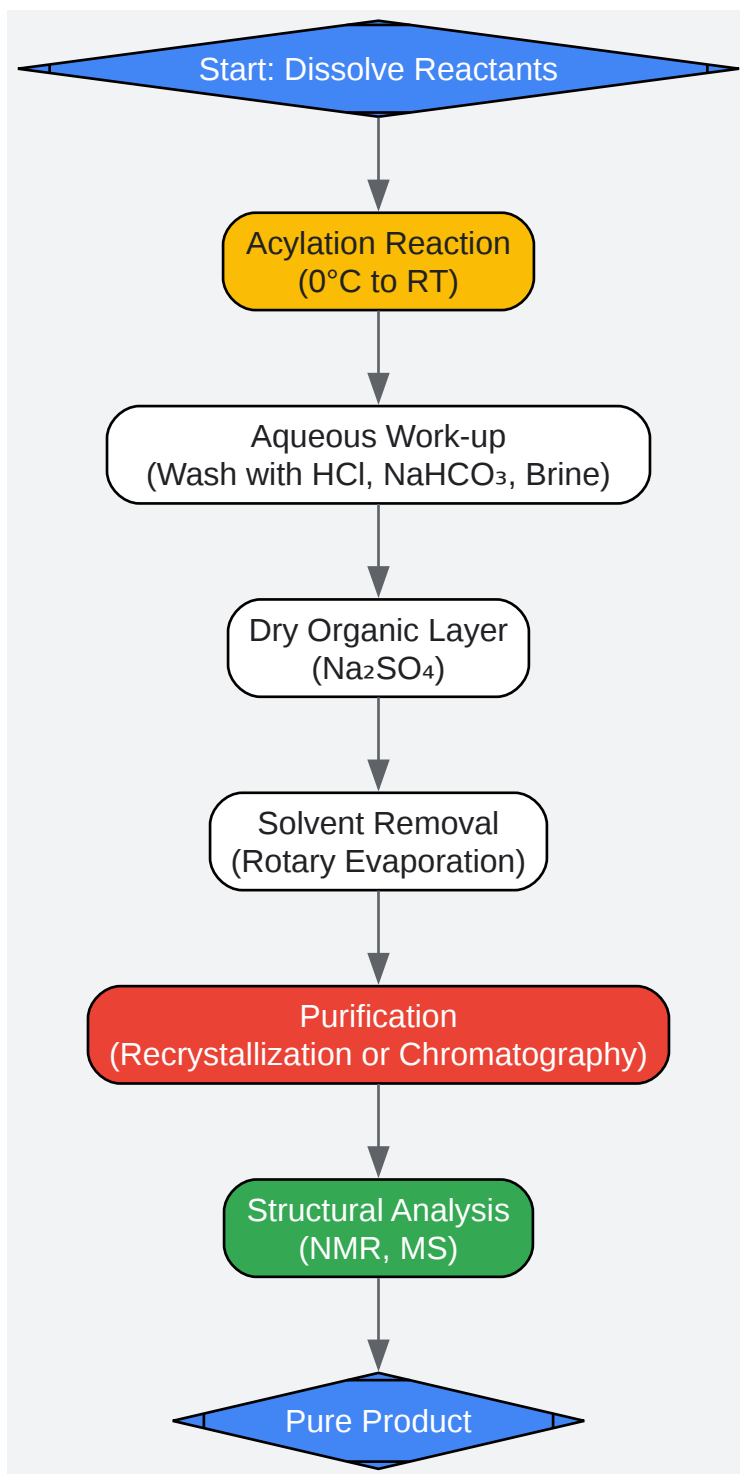 Start: Dissolve Reactants
Acylation Reaction
(0°C to RT)
Aqueous Work-up
(Wash with HCl, NaHCO₃, Brine)
Dry Organic Layer
(Na₂SO₄)
Solvent Removal
(Rotary Evaporation)
Purification
(Recrystallization or Chromatography)
Structural Analysis
(NMR, MS)
Pure Product